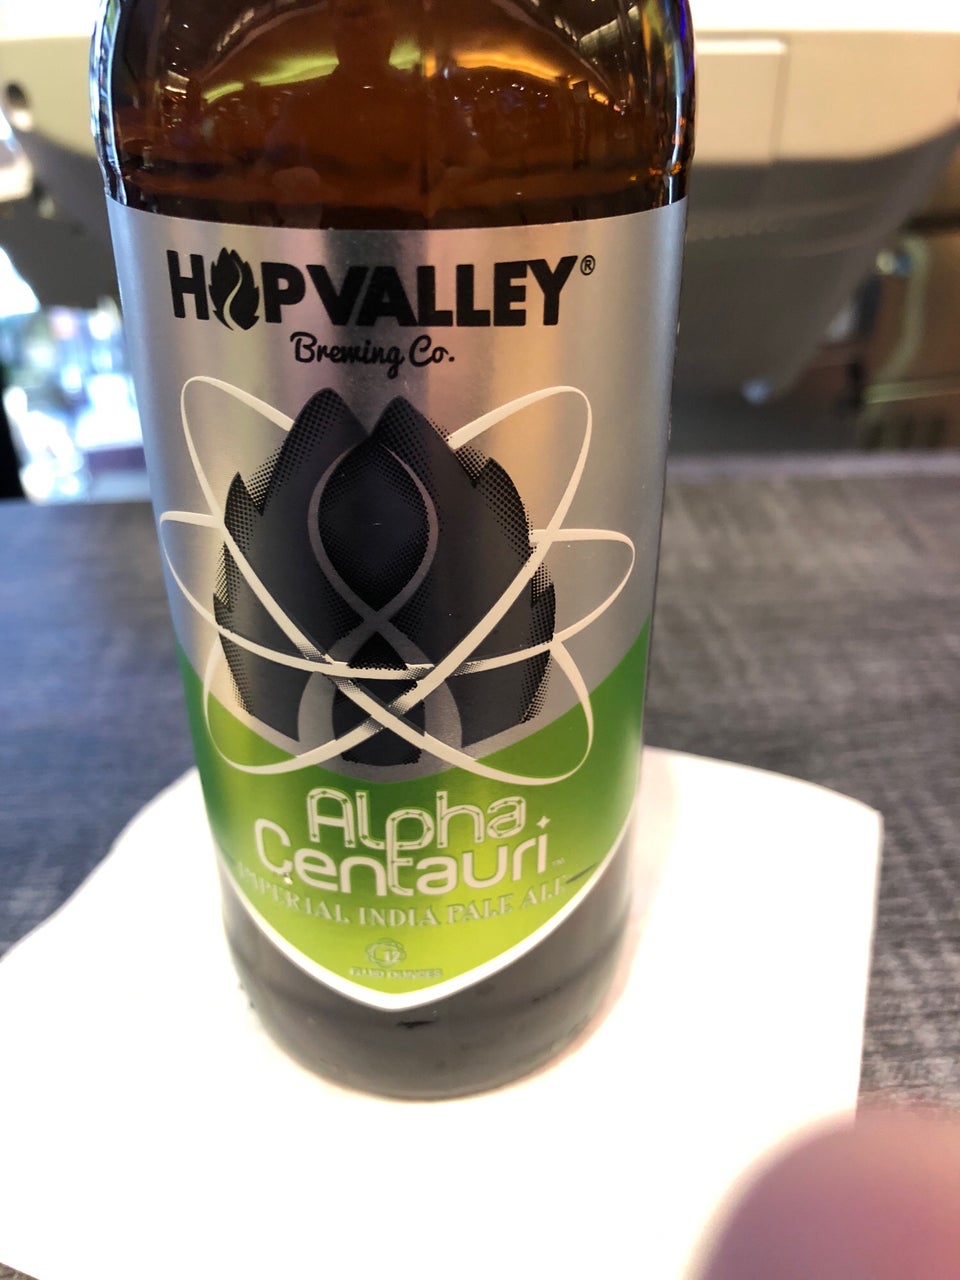 HOPVALLEY®
Brewing Co.
Alpha
Centauri™
IMPERIAL INDIA PALE ALE
12
FLUID OUNCES